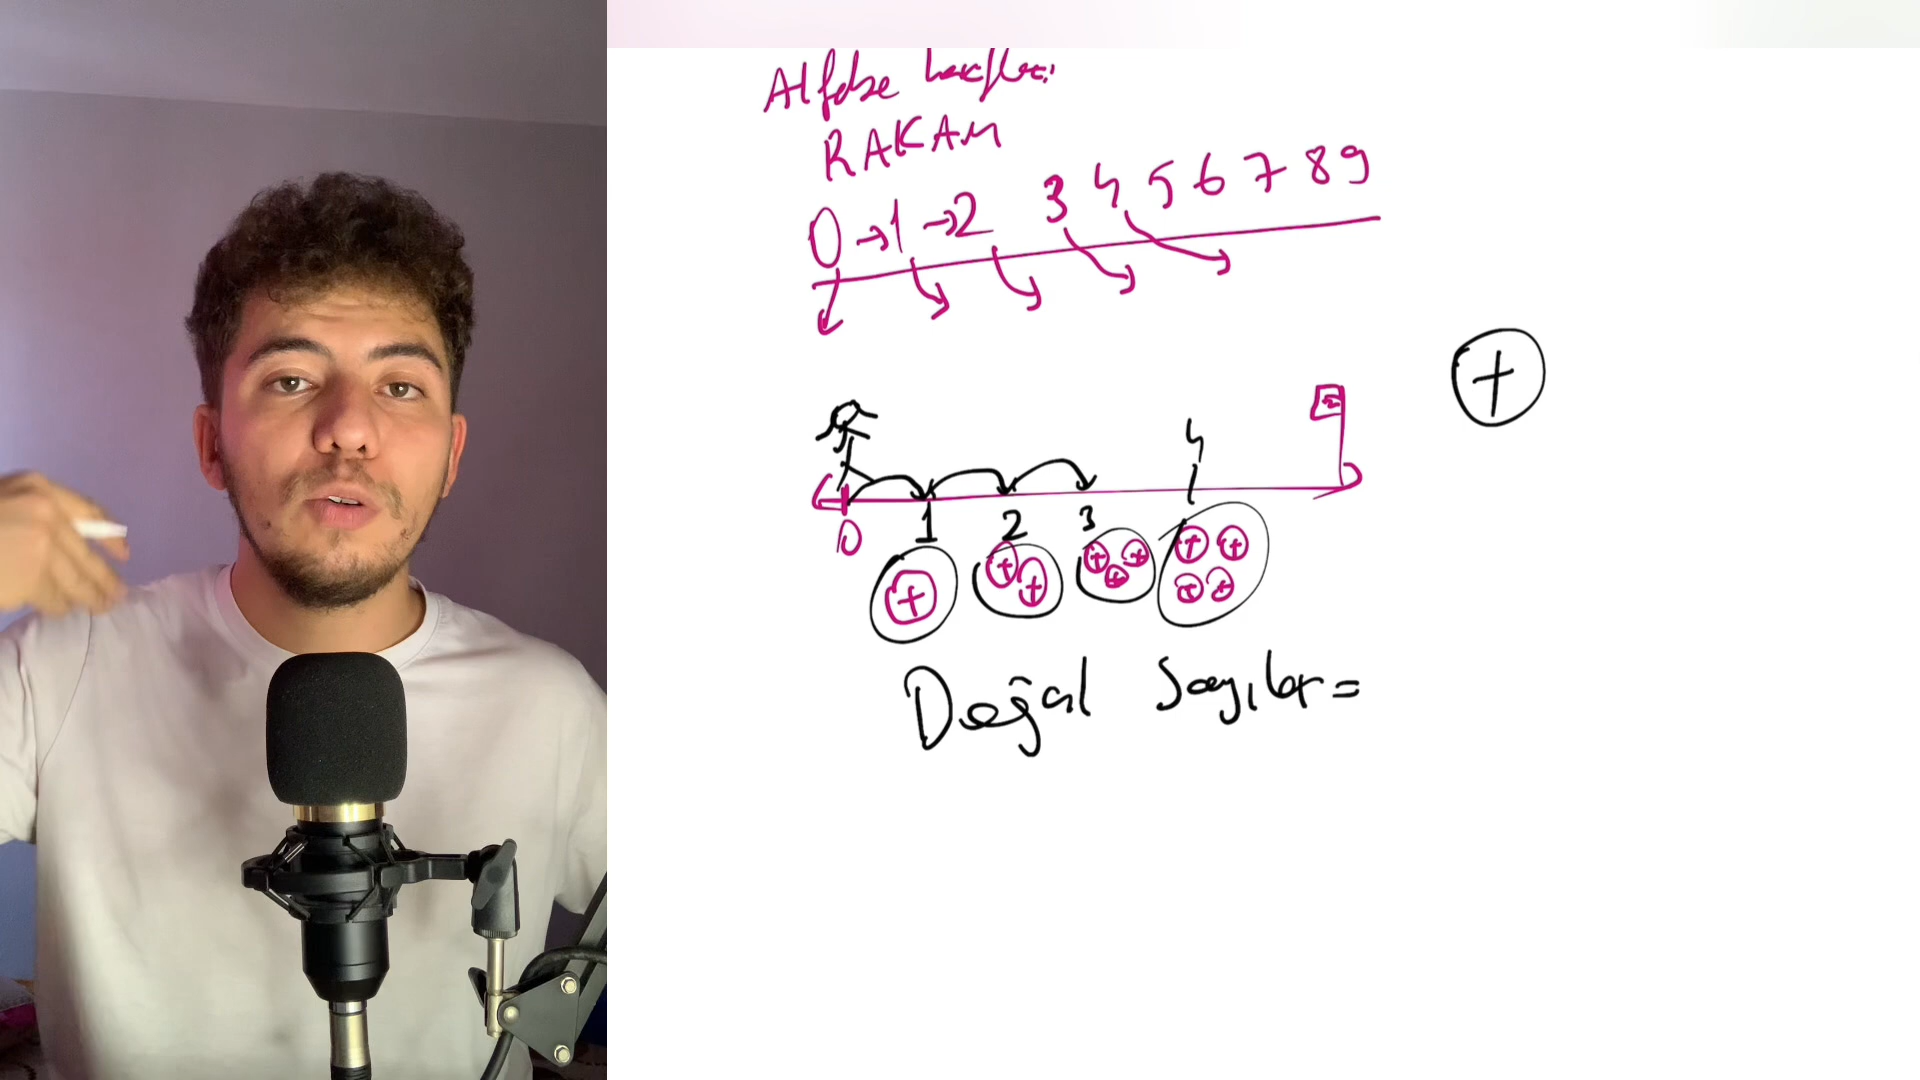 Alfabe harfleri
RAKAM
0 → 1 → 2 3 4 5 6 7 8 9
+
4
0 1 2 3
+ + + + + + + + + +
Doğal Sayılar =